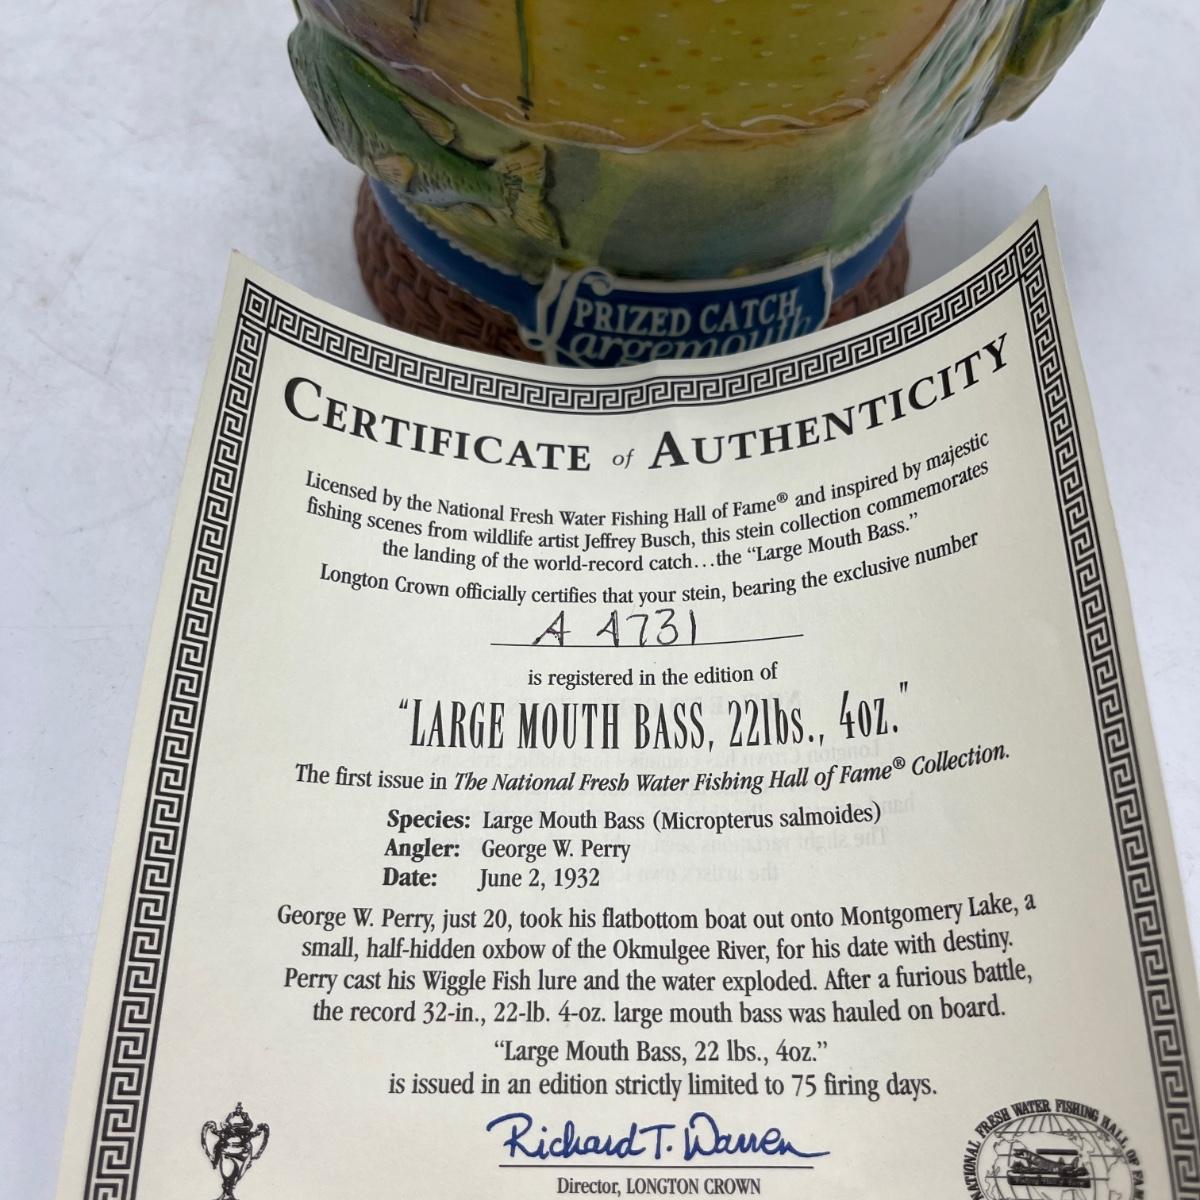 PRIZED CATCH
Largemouth
CERTIFICATE of AUTHENTICITY
Licensed by the National Fresh Water Fishing Hall of Fame® and inspired by majestic
fishing scenes from wildlife artist Jeffrey Busch, this stein collection commemorates
the landing of the world-record catch...the “Large Mouth Bass.”
Longton Crown officially certifies that your stein, bearing the exclusive number
A A731
is registered in the edition of
“LARGE MOUTH BASS, 22lbs., 4oz.”
The first issue in The National Fresh Water Fishing Hall of Fame® Collection.
Species: Large Mouth Bass (Micropterus salmoides)
Angler: George W. Perry
Date: June 2, 1932
George W. Perry, just 20, took his flatbottom boat out onto Montgomery Lake, a
small, half-hidden oxbow of the Okmulgee River, for his date with destiny.
Perry cast his Wiggle Fish lure and the water exploded. After a furious battle,
the record 32-in., 22-lb. 4-oz. large mouth bass was hauled on board.
“Large Mouth Bass, 22 lbs., 4oz.”
is issued in an edition strictly limited to 75 firing days.
Richard T. Warren
Director, LONGTON CROWN
NATIONAL FRESH WATER FISHING HALL OF FA